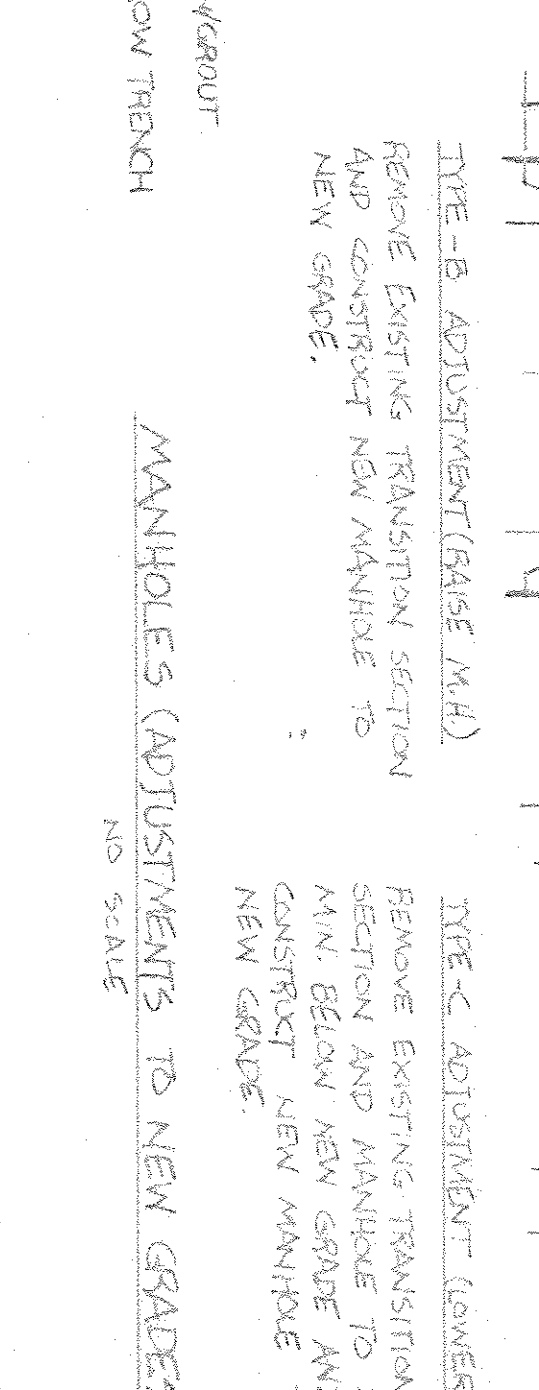 GROUT
OW TRENCH
TYPE-B ADJUSTMENT (RAISE M.H.)
REMOVE EXISTING TRANSITION SECTION
AND CONSTRUCT NEW MANHOLE TO
NEW GRADE.
TYPE-C ADJUSTMENT (LOWER
REMOVE EXISTING TRANSITION
SECTION AND MANHOLE TO
MIN. BELOW NEW GRADE AN
CONSTRUCT NEW MANHOLE
NEW GRADE.
MANHOLES (ADJUSTMENTS TO NEW GRADE
NO SCALE